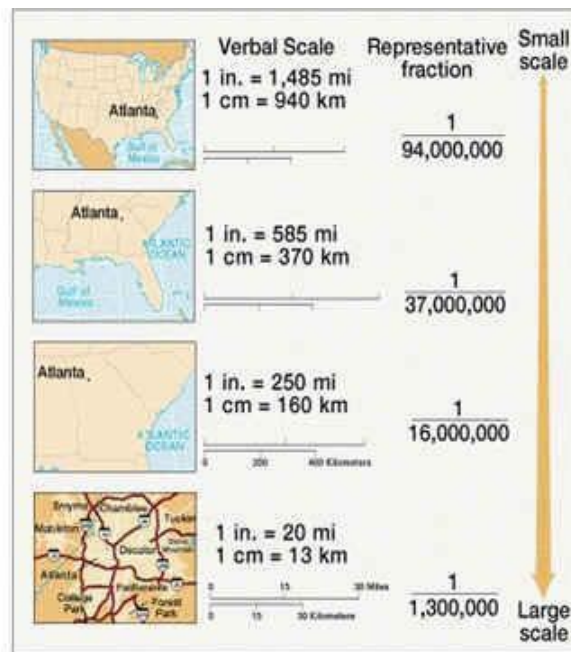 Verbal Scale
Representative
fraction
Small
scale
Atlanta
Gulf of
Mexico
1 in. = 1,485 mi
1 cm = 940 km
1
94,000,000
Atlanta
ATLANTIC
OCEAN
Gulf of
Mexico
1 in. = 585 mi
1 cm = 370 km
1
37,000,000
Atlanta
ATLANTIC
OCEAN
1 in. = 250 mi
1 cm = 160 km
0 200 400 Kilometers
1
16,000,000
Smyrna
Chamblee
Tucker
Mableton
Decatur
Atlanta
Panthersville
College
Park
Forest
Park
1 in. = 20 mi
1 cm = 13 km
0 15 30 Miles
0 15 30 Kilometers
1
1,300,000
Large
scale